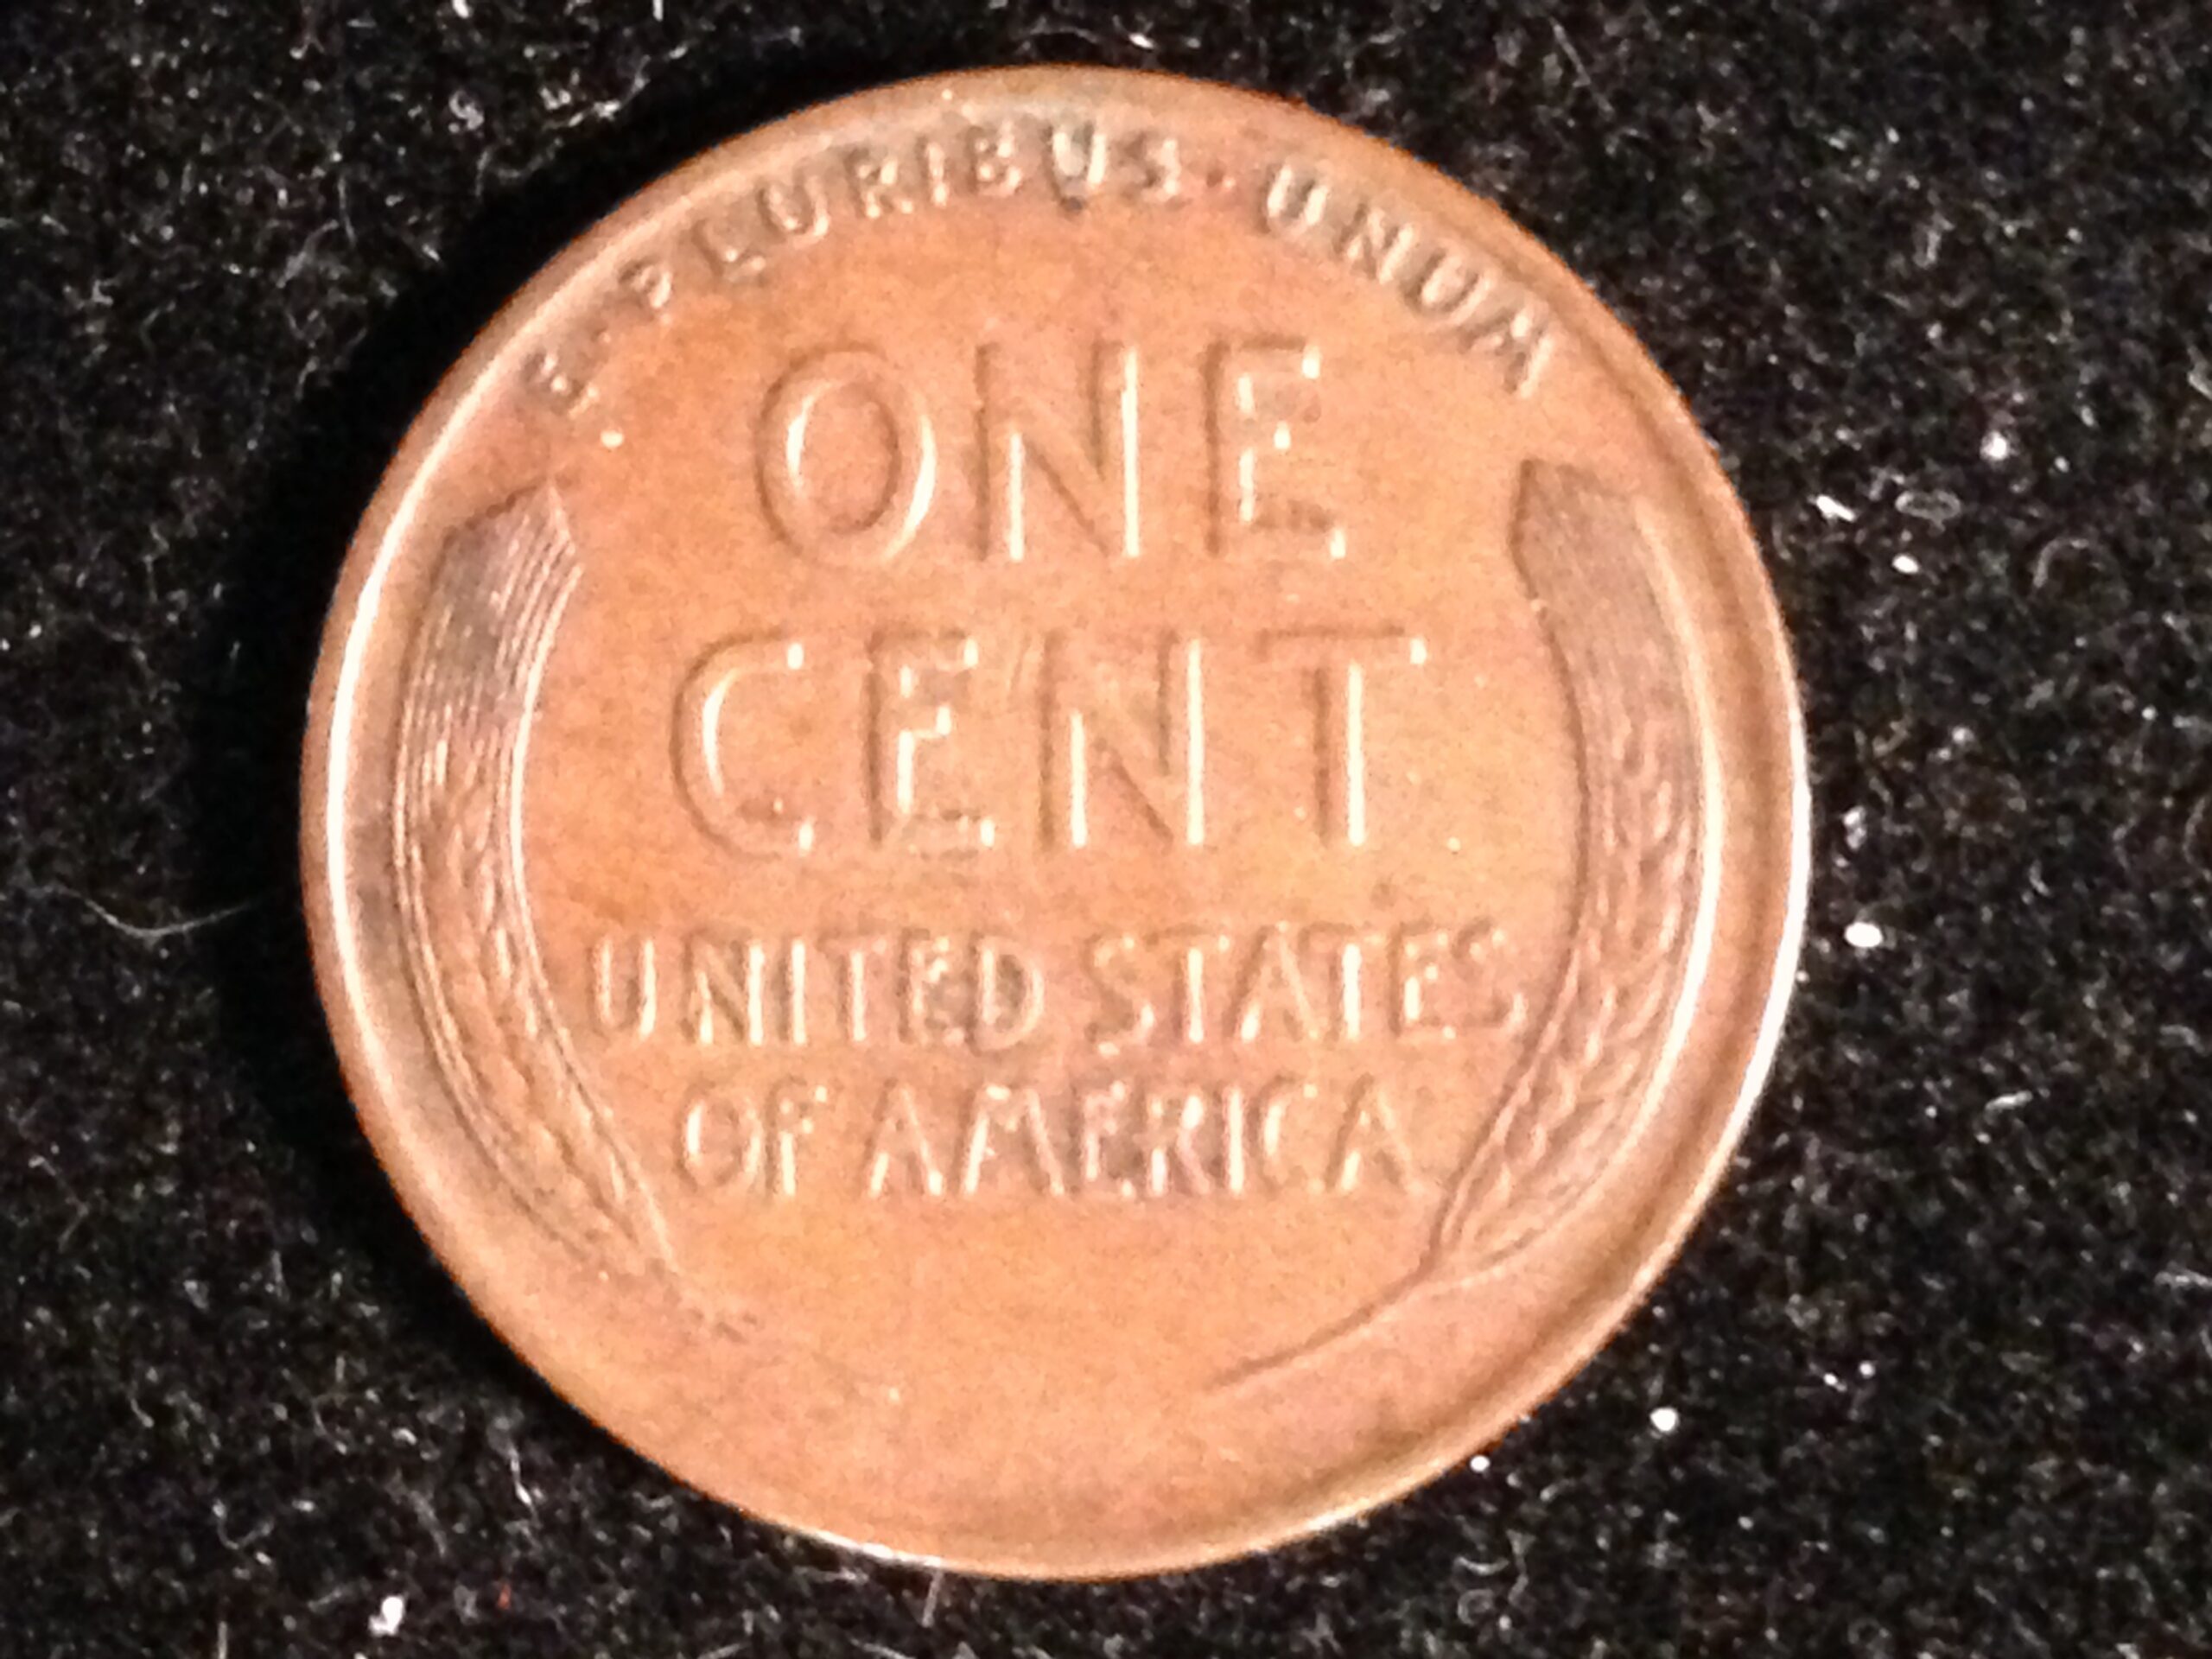 E·PLURIBUS·UNUM
ONE
CENT
UNITED STATES
OF AMERICA